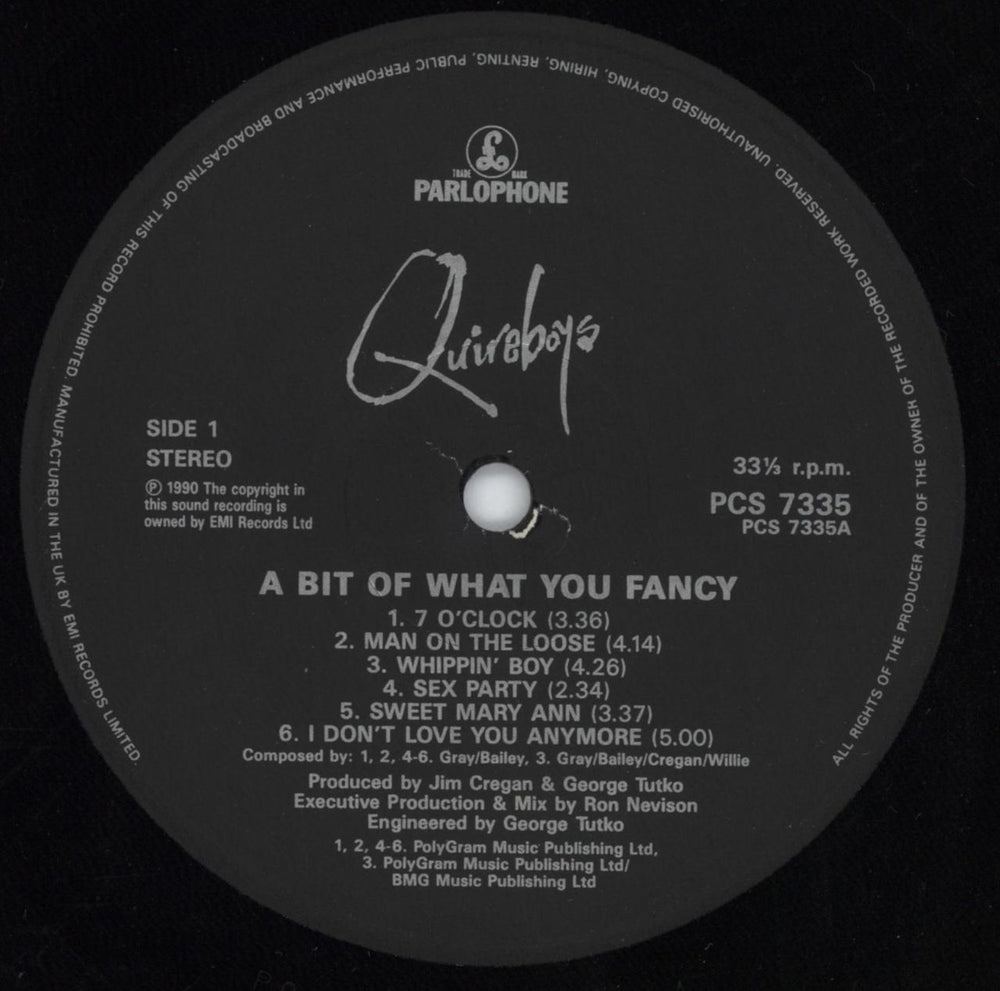 ALL RIGHTS OF THE PRODUCER AND OF THE OWNER OF THE RECORDED WORK RESERVED. UNAUTHORISED COPYING, HIRING, RENTING, PUBLIC PERFORMANCE AND BROADCASTING OF THIS RECORD PROHIBITED. MANUFACTURED IN THE UK BY EMI RECORDS LIMITED.
£
TRADE MARK
PARLOPHONE
Quireboys
SIDE 1
STEREO
℗ 1990 The copyright in
this sound recording is
owned by EMI Records Ltd
33⅓ r.p.m.
PCS 7335
PCS 7335A
A BIT OF WHAT YOU FANCY
1. 7 O'CLOCK (3.36)
2. MAN ON THE LOOSE (4.14)
3. WHIPPIN' BOY (4.26)
4. SEX PARTY (2.34)
5. SWEET MARY ANN (3.37)
6. I DON'T LOVE YOU ANYMORE (5.00)
Composed by: 1, 2, 4-6. Gray/Bailey, 3. Gray/Bailey/Cregan/Willie
Produced by Jim Cregan & George Tutko
Executive Production & Mix by Ron Nevison
Engineered by George Tutko
1, 2, 4-6. PolyGram Music Publishing Ltd,
3. PolyGram Music Publishing Ltd/
BMG Music Publishing Ltd